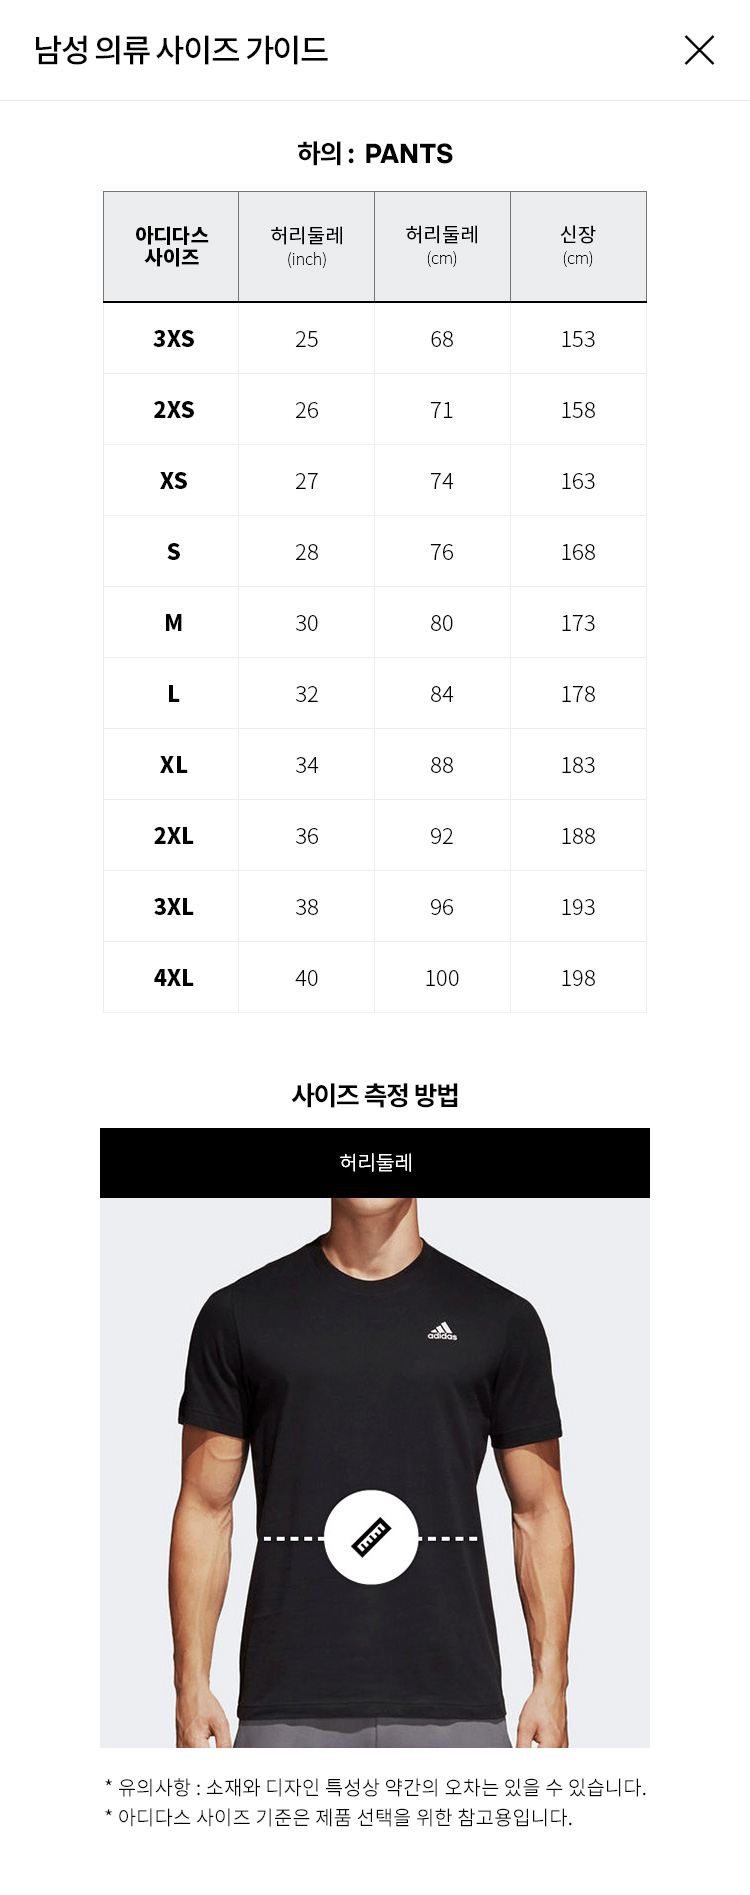 남성 의류 사이즈 가이드
하의 : PANTS
아디다스 허리둘레 허리둘레 신장
사이즈 (inch) (cm) (cm)
3XS 25 68 153
2XS 26 71 158
XS 27 74 163
S 28 76 168
M 30 80 173
L 32 84 178
XL 34 88 183
2XL 36 92 188
3XL 38 96 193
4XL 40 100 198
사이즈 측정 방법
허리둘레
adidas
* 유의사항 : 소재와 디자인 특성상 약간의 오차는 있을 수 있습니다.
* 아디다스 사이즈 기준은 제품 선택을 위한 참고용입니다.